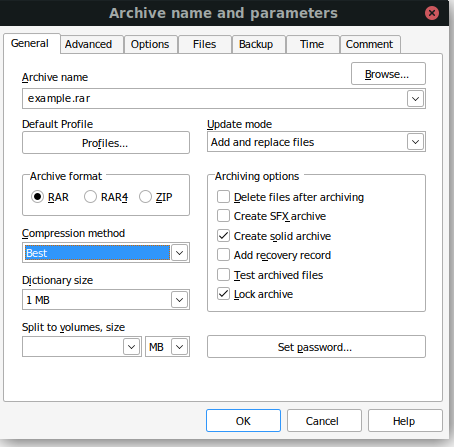 Archive name and parameters
General Advanced Options Files Backup Time Comment
Archive name
Browse...
example.rar
Default Profile Update mode
Profiles... Add and replace files
Archive format Archiving options
RAR RAR4 ZIP Delete files after archiving
Create SFX archive
Compression method Create solid archive
Best Add recovery record
Dictionary size Test archived files
1 MB Lock archive
Split to volumes, size
MB Set password...
OK Cancel Help